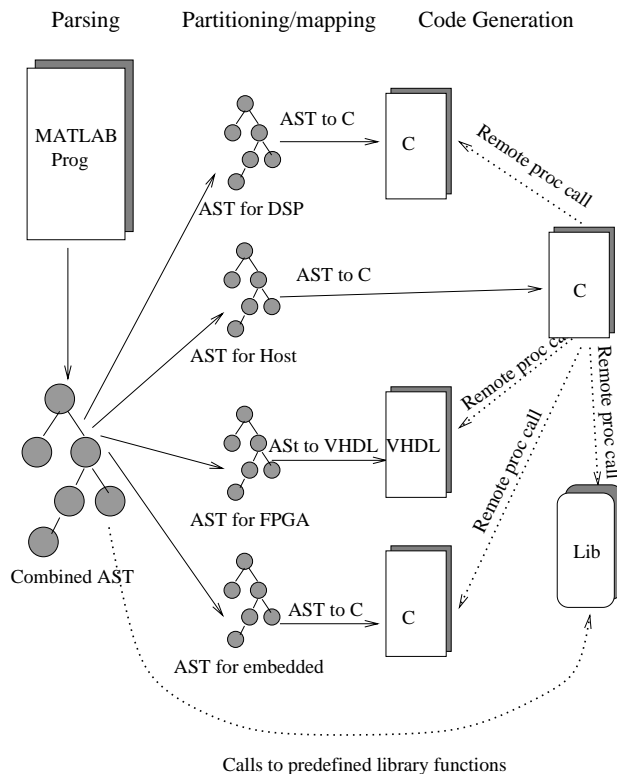 Parsing
Partitioning/mapping
Code Generation
MATLAB
Prog
AST to C
C
Remote proc call
AST for DSP
AST to C
C
AST for Host
Remote proc ca
Remote proc call
Remote proc call
ASt to VHDL
VHDL
AST for FPGA
Lib
Combined AST
AST to C
C
AST for embedded
Calls to predefined library functions